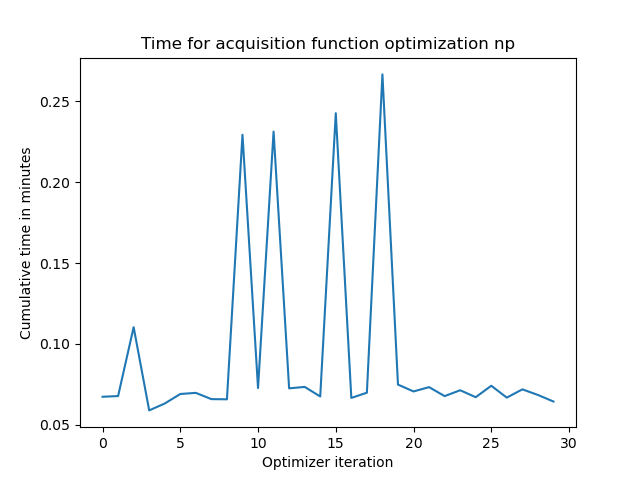 Time for acquisition function optimization np
Cumulative time in minutes
0.25
0.20
0.15
0.10
0.05
0 5 10 15 20 25 30
Optimizer iteration